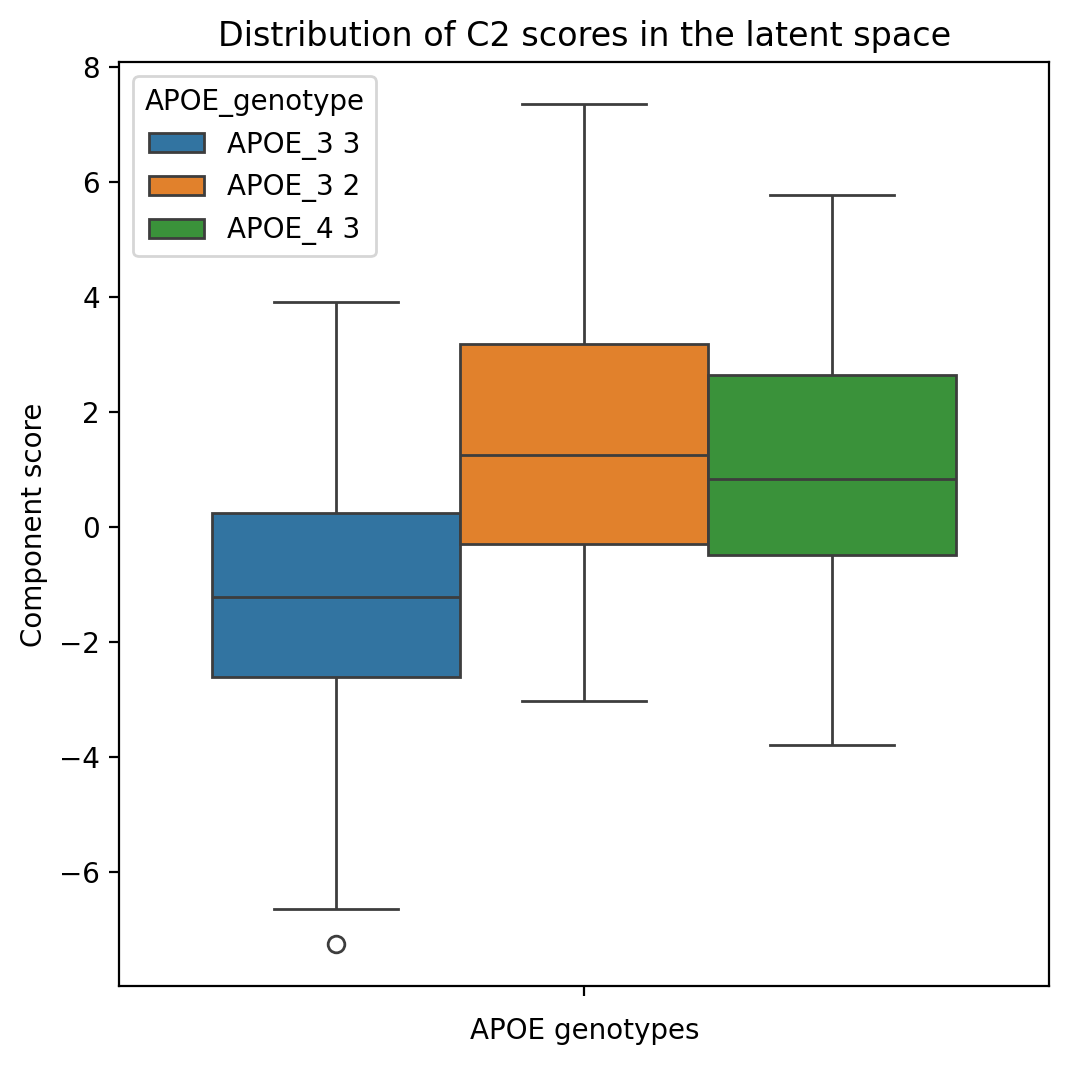 Distribution of C2 scores in the latent space
APOE_genotype
APOE_3 3
APOE_3 2
APOE_4 3
8
6
4
2
0
−2
−4
−6
Component score
APOE genotypes